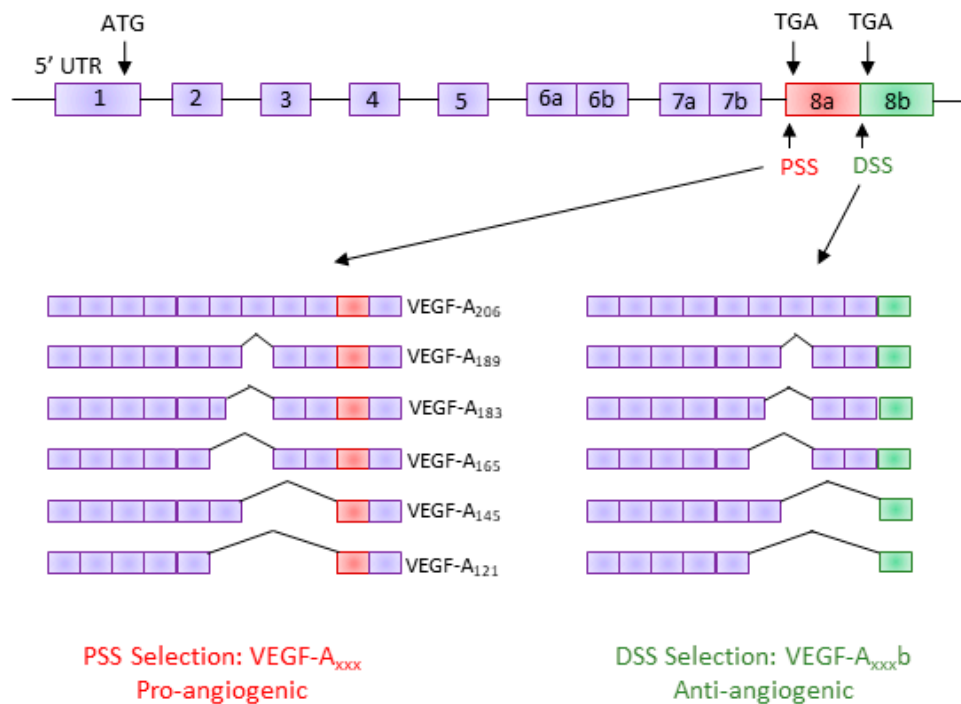 ATG
TGA
TGA
5’ UTR
1
2
3
4
5
6a
6b
7a
7b
8a
8b
PSS
DSS
VEGF-A₂₀₆
VEGF-A₁₈₉
VEGF-A₁₈₃
VEGF-A₁₆₅
VEGF-A₁₄₅
VEGF-A₁₂₁
PSS Selection: VEGF-Aₓₓₓ
Pro-angiogenic
DSS Selection: VEGF-Aₓₓₓb
Anti-angiogenic